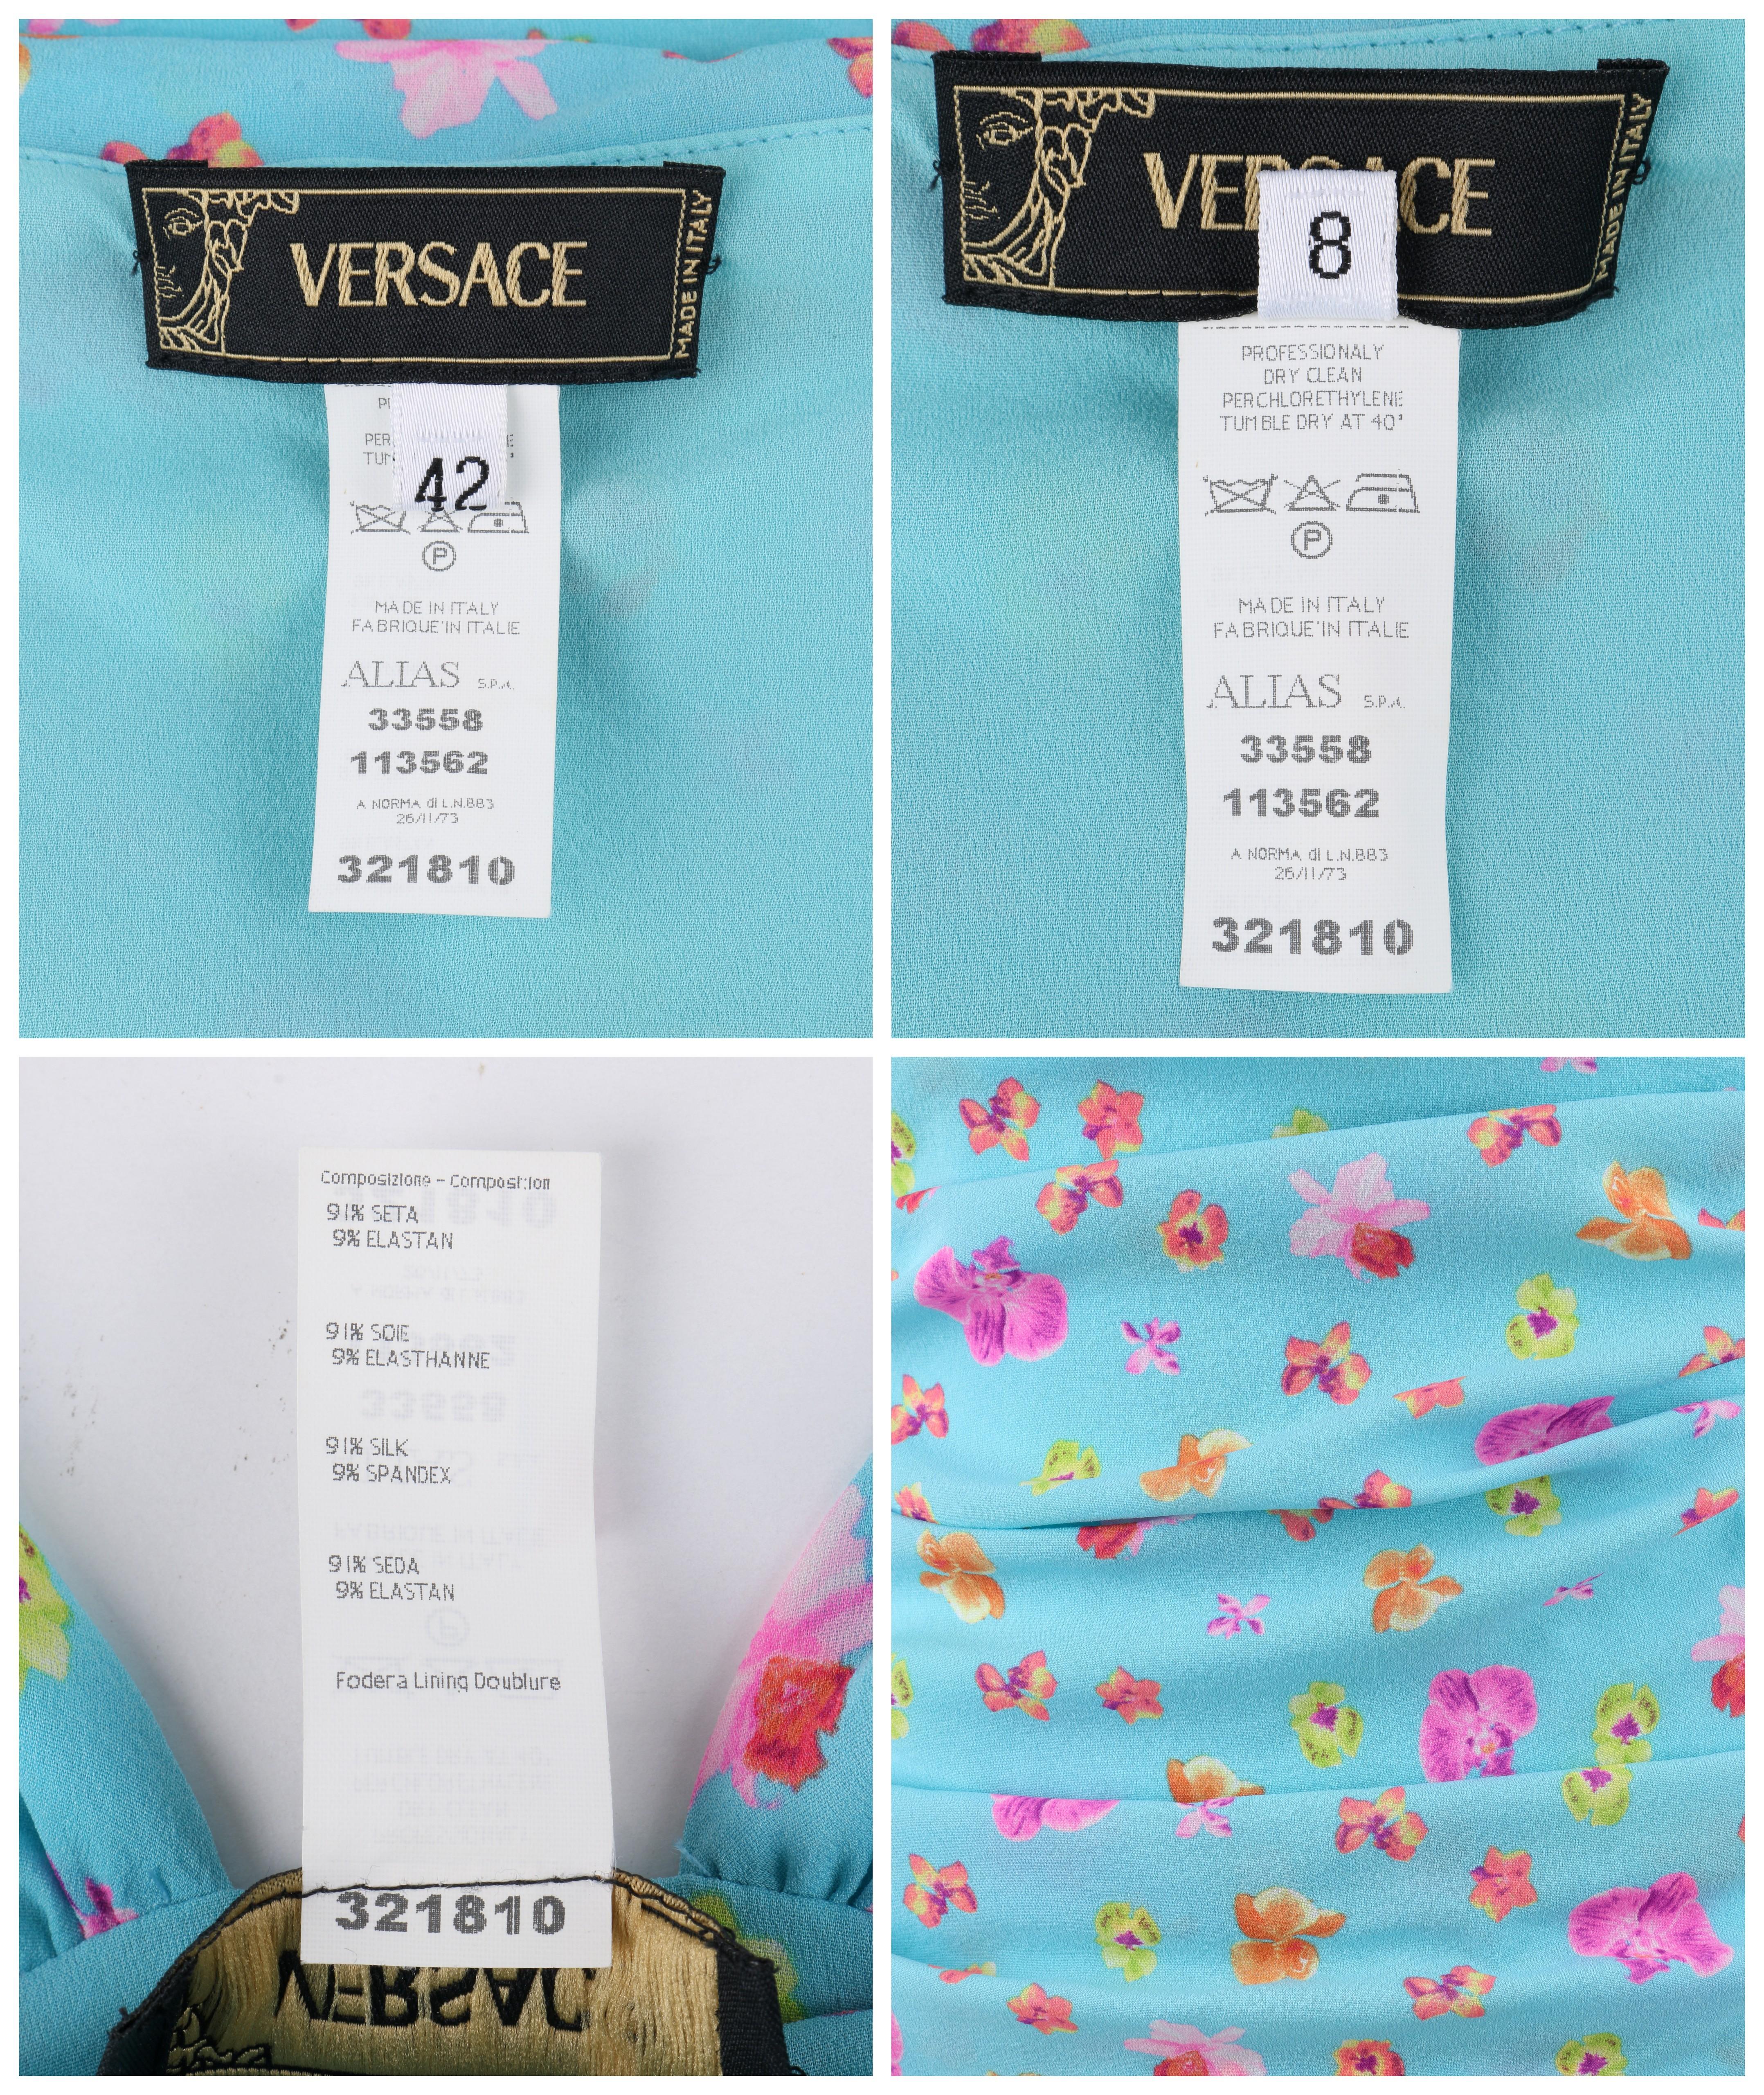 VERSACE
MADE IN ITALY
42
MADE IN ITALY
FABRIQUE'IN ITALIE
ALIAS S.P.A.
33558
113562
A NORMA di L.N.883
26/11/73
321810
VERSACE
MADE IN ITALY
8
PROFESSIONALY
DRY CLEAN
PERCHLORETHYLENE
TUMBLE DRY AT 40°
P
MADE IN ITALY
FABRIQUE'IN ITALIE
ALIAS S.P.A.
33558
113562
A NORMA di L.N.883
26/11/73
321810
Composizione - Composition
91% SETA
9% ELASTAN
91% SOIE
9% ELASTHANNE
91% SILK
9% SPANDEX
91% SEDA
9% ELASTAN
Fodera Lining Doublure
321810